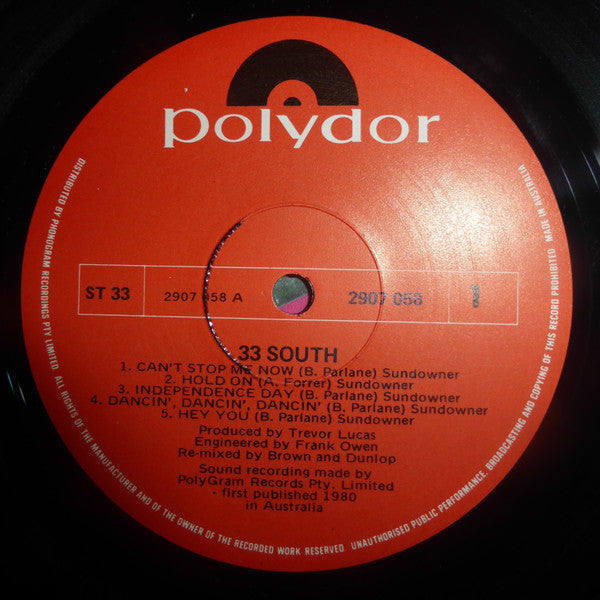 polydor
ST 33
2907 058 A
2907 058
1
33 SOUTH
1. CAN'T STOP ME NOW (B. Parlane) Sundowner
2. HOLD ON (A. Forrer) Sundowner
3. INDEPENDENCE DAY (B. Parlane) Sundowner
4. DANCIN', DANCIN', DANCIN' (B. Parlane) Sundowner
5. HEY YOU (B. Parlane) Sundowner
Produced by Trevor Lucas
Engineered by Frank Owen
Re-mixed by Brown and Dunlop
Sound recording made by
PolyGram Records Pty. Limited
- first published 1980
in Australia
DISTRIBUTED BY PHONOGRAM RECORDINGS PTY LIMITED. ALL RIGHTS OF THE MANUFACTURER AND OF THE OWNER OF THE RECORDED WORK RESERVED. UNAUTHORISED PUBLIC PERFORMANCE, BROADCASTING AND COPYING OF THIS RECORD PROHIBITED MADE IN AUSTRALIA